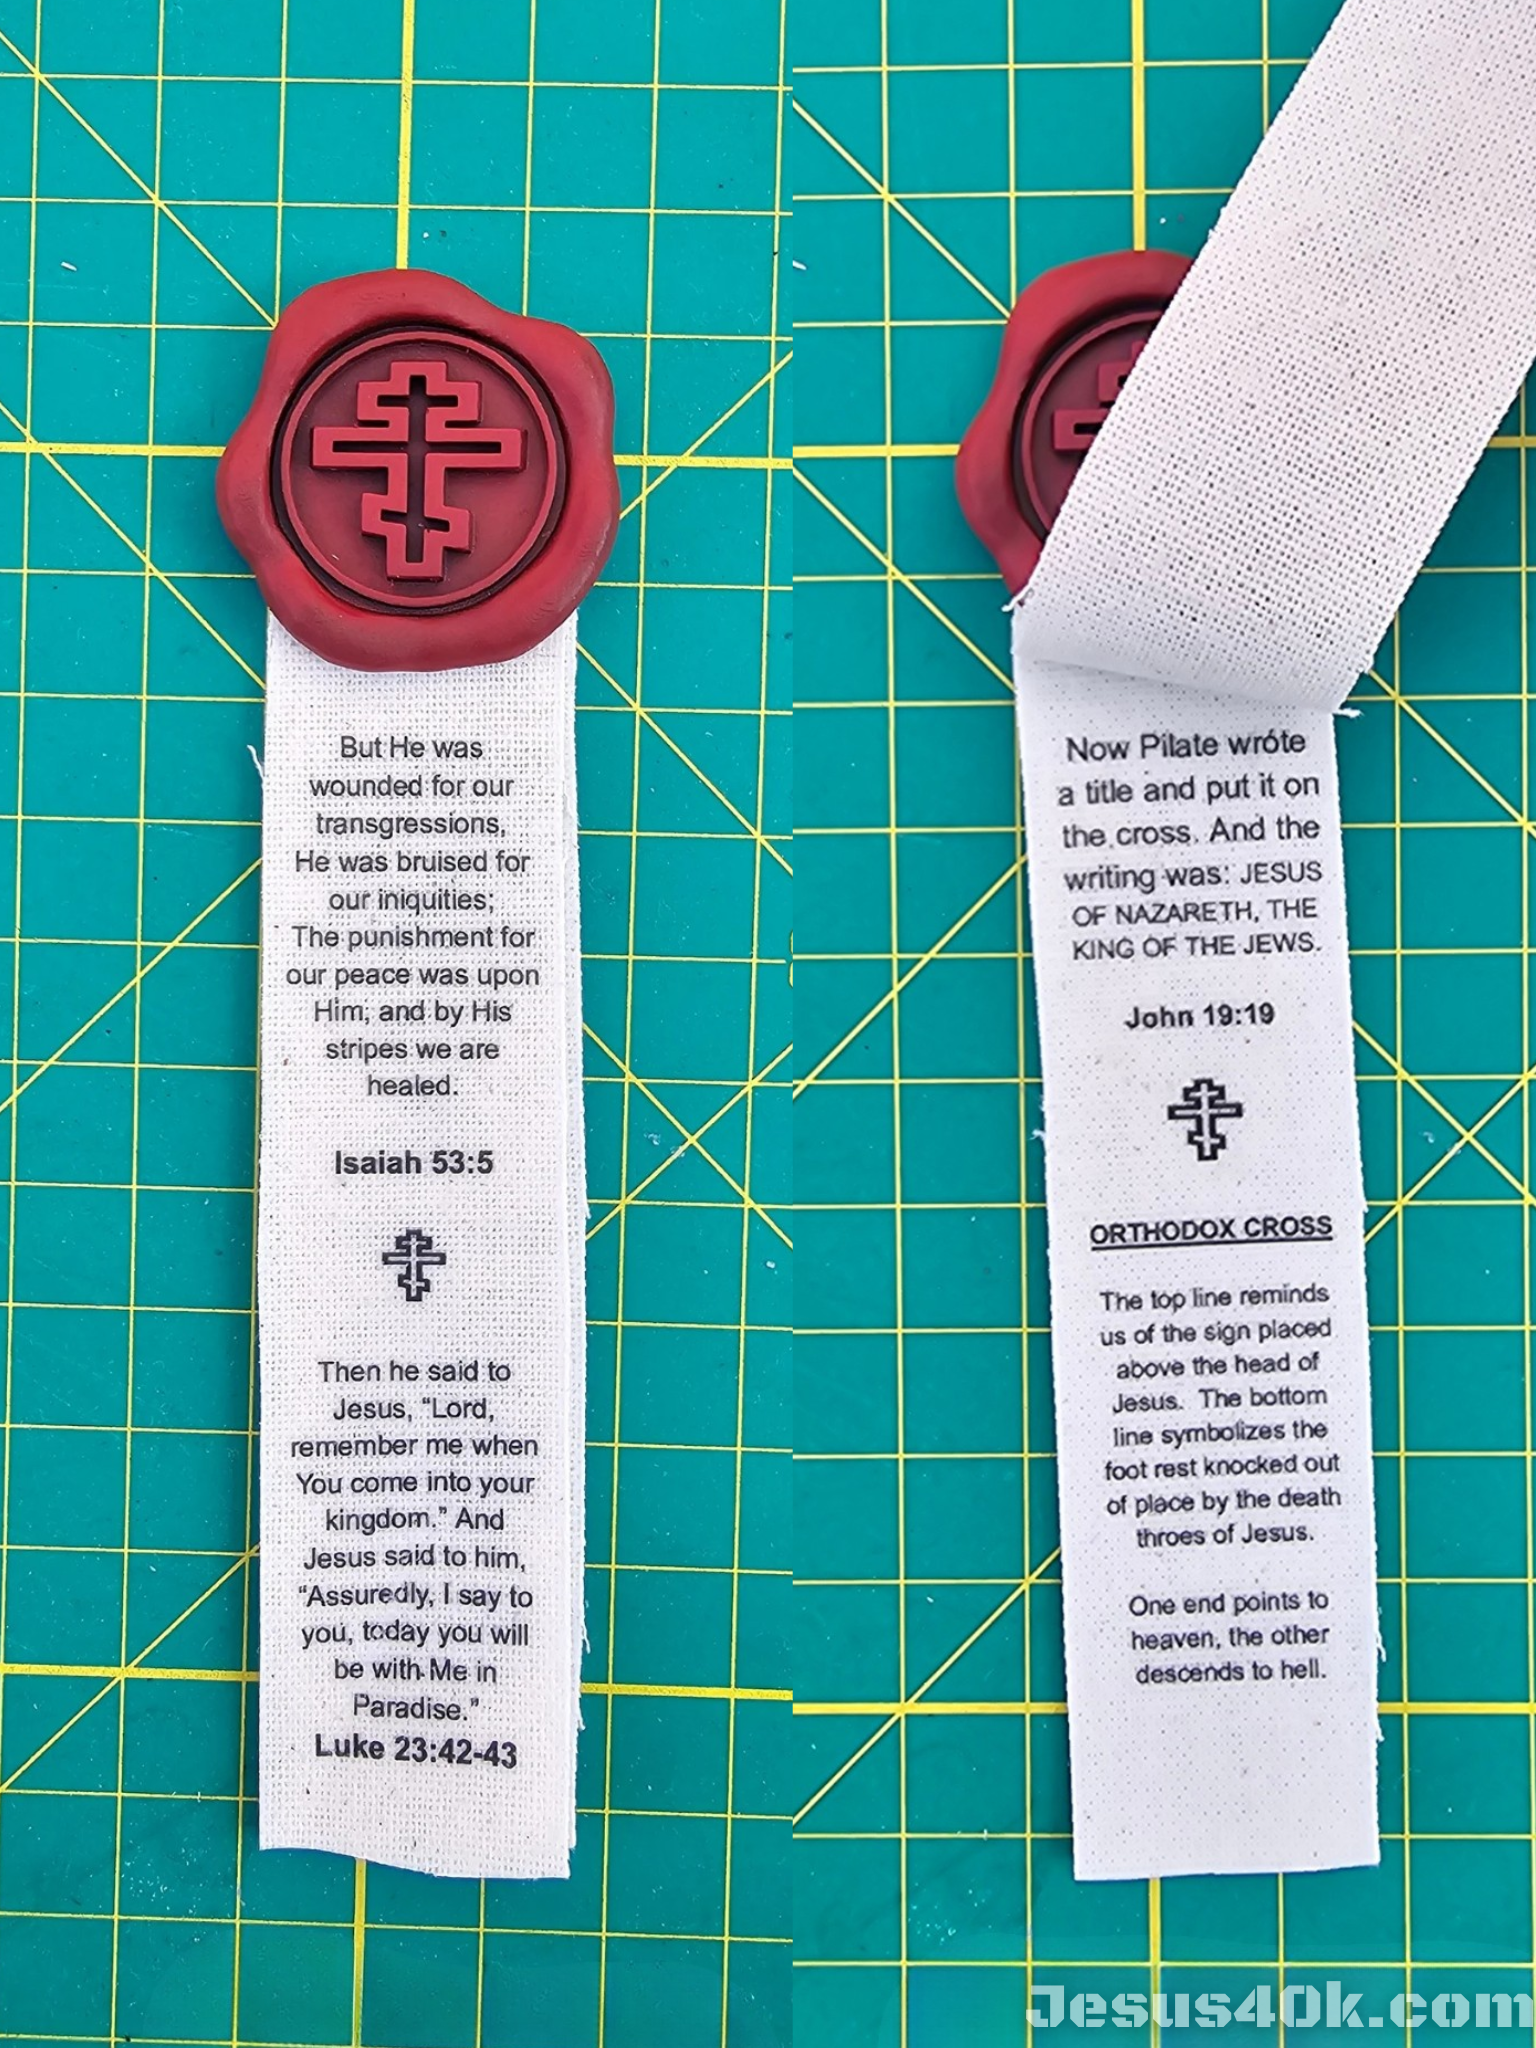 But He was
wounded for our
transgressions,
He was bruised for
our iniquities;
The punishment for
our peace was upon
Him, and by His
stripes we are
healed.
Isaiah 53:5
Then he said to
Jesus, “Lord,
remember me when
You come into your
kingdom.” And
Jesus said to him,
“Assuredly, I say to
you, today you will
be with Me in
Paradise.”
Luke 23:42-43
Now Pilate wrote
a title and put it on
the cross. And the
writing was: JESUS
OF NAZARETH, THE
KING OF THE JEWS.
John 19:19
ORTHODOX CROSS
The top line reminds
us of the sign placed
above the head of
Jesus. The bottom
line symbolizes the
foot rest knocked out
of place by the death
throes of Jesus.
One end points to
heaven, the other
descends to hell.
Jesus40k.com